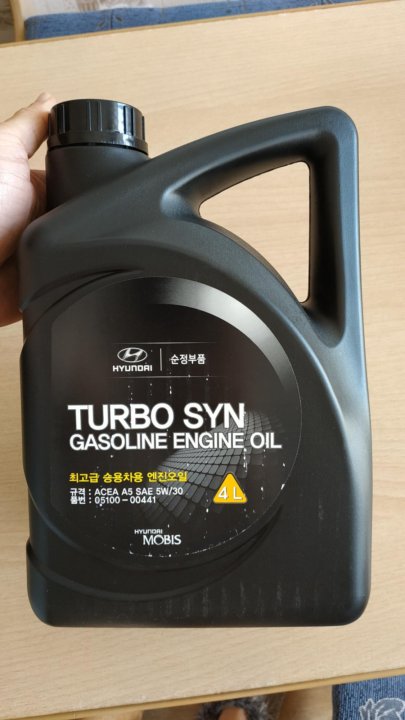 HYUNDAI
순정부품
TURBO SYN
GASOLINE ENGINE OIL
최고급 승용차용 엔진오일
규격 : ACEA A5 SAE 5W/30
품번 : 05100-00441
4 L
HYUNDAI
MOBIS